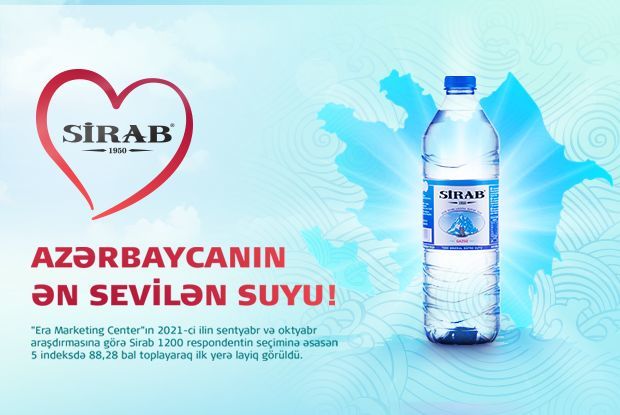 SİRAB®
1950
AZƏRBAYCANIN
ƏN SEVİLƏN SUYU!
"Era Marketing Center"ın 2021-ci ilin sentyabr və oktyabr
araşdırmasına görə Sirab 1200 respondentin seçiminə əsasən
5 indeksdə 88,28 bal toplayaraq ilk yerə layiq görüldü.
SİRAB
1950